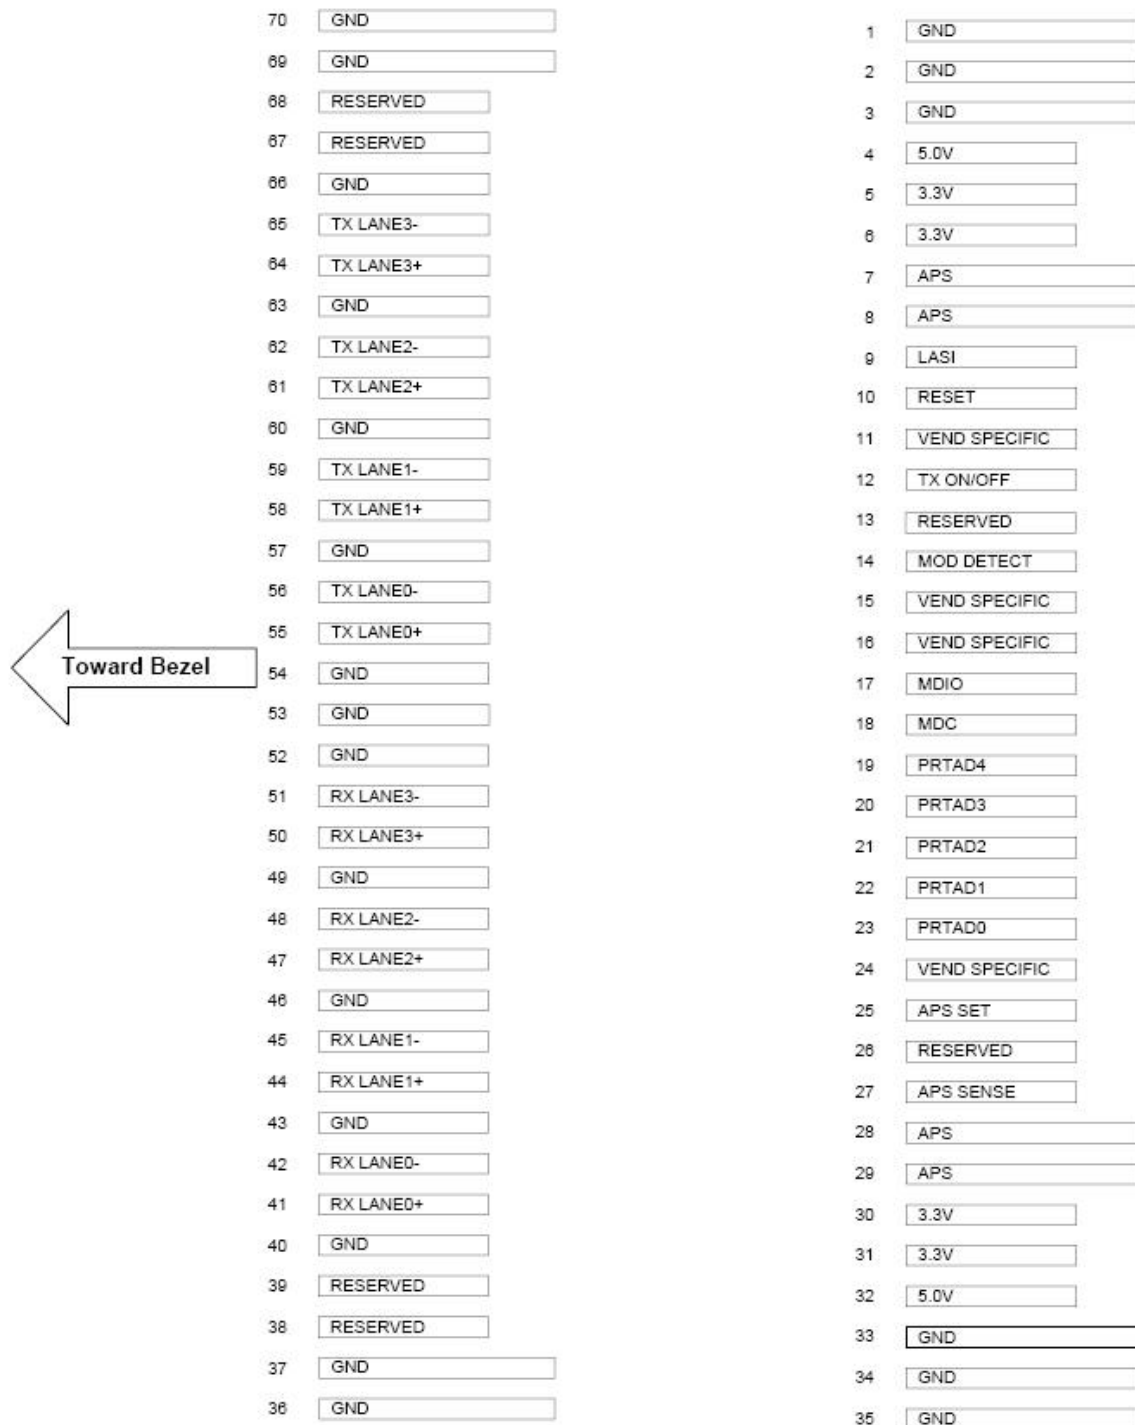 70 GND
69 GND
68 RESERVED
67 RESERVED
66 GND
65 TX LANE3-
64 TX LANE3+
63 GND
62 TX LANE2-
61 TX LANE2+
60 GND
59 TX LANE1-
58 TX LANE1+
57 GND
56 TX LANE0-
55 TX LANE0+
Toward Bezel
54 GND
53 GND
52 GND
51 RX LANE3-
50 RX LANE3+
49 GND
48 RX LANE2-
47 RX LANE2+
46 GND
45 RX LANE1-
44 RX LANE1+
43 GND
42 RX LANE0-
41 RX LANE0+
40 GND
39 RESERVED
38 RESERVED
37 GND
36 GND
1 GND
2 GND
3 GND
4 5.0V
5 3.3V
6 3.3V
7 APS
8 APS
9 LASI
10 RESET
11 VEND SPECIFIC
12 TX ON/OFF
13 RESERVED
14 MOD DETECT
15 VEND SPECIFIC
16 VEND SPECIFIC
17 MDIO
18 MDC
19 PRTAD4
20 PRTAD3
21 PRTAD2
22 PRTAD1
23 PRTAD0
24 VEND SPECIFIC
25 APS SET
26 RESERVED
27 APS SENSE
28 APS
29 APS
30 3.3V
31 3.3V
32 5.0V
33 GND
34 GND
35 GND